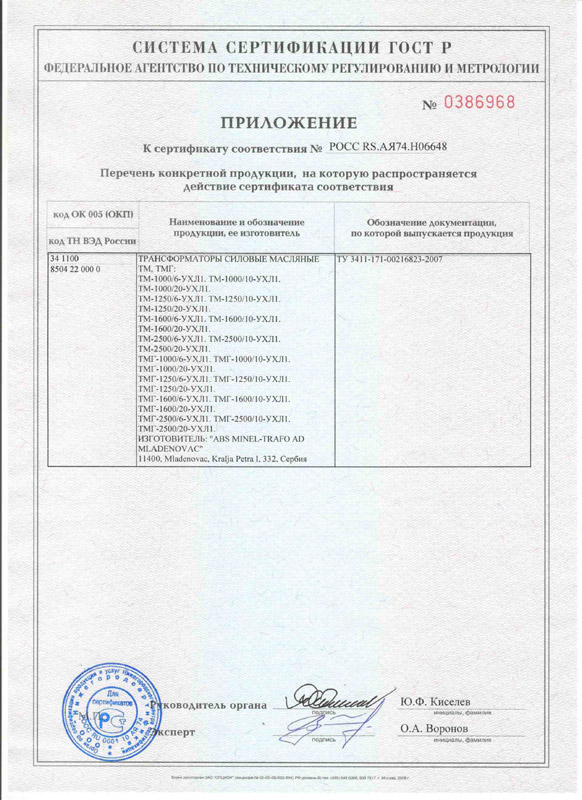 СИСТЕМА СЕРТИФИКАЦИИ ГОСТ Р
ФЕДЕРАЛЬНОЕ АГЕНТСТВО ПО ТЕХНИЧЕСКОМУ РЕГУЛИРОВАНИЮ И МЕТРОЛОГИИ
№ 0386968
ПРИЛОЖЕНИЕ
К сертификату соответствия № РОСС RS.АЯ74.Н06648
Перечень конкретной продукции, на которую распространяется
действие сертификата соответствия
код ОК 005 (ОКП)
код ТН ВЭД России
Наименование и обозначение
продукции, ее изготовитель
Обозначение документации,
по которой выпускается продукция
34 1100
8504 22 000 0
ТРАНСФОРМАТОРЫ СИЛОВЫЕ МАСЛЯНЫЕ
ТМ, ТМГ:
ТМ-1000/6-УХЛ1. ТМ-1000/10-УХЛ1.
ТМ-1000/20-УХЛ1.
ТМ-1250/6-УХЛ1. ТМ-1250/10-УХЛ1.
ТМ-1250/20-УХЛ1.
ТМ-1600/6-УХЛ1. ТМ-1600/10-УХЛ1.
ТМ-1600/20-УХЛ1.
ТМ-2500/6-УХЛ1. ТМ-2500/10-УХЛ1.
ТМ-2500/20-УХЛ1.
ТМГ-1000/6-УХЛ1. ТМГ-1000/10-УХЛ1.
ТМГ-1000/20-УХЛ1.
ТМГ-1250/6-УХЛ1. ТМГ-1250/10-УХЛ1.
ТМГ-1250/20-УХЛ1.
ТМГ-1600/6-УХЛ1. ТМГ-1600/10-УХЛ1.
ТМГ-1600/20-УХЛ1.
ТМГ-2500/6-УХЛ1. ТМГ-2500/10-УХЛ1.
ТМГ-2500/20-УХЛ1.
ИЗГОТОВИТЕЛЬ: "ABS MINEL-TRAFO AD
MLADENOVAC"
11400, Mladenovac, Kralja Petra I, 332, Сербия
ТУ 3411-171-00216823-2007
Для
сертификатов
Руководитель органа
подпись
Ю.Ф. Киселев
инициалы, фамилия
Эксперт
подпись
О.А. Воронов
инициалы, фамилия